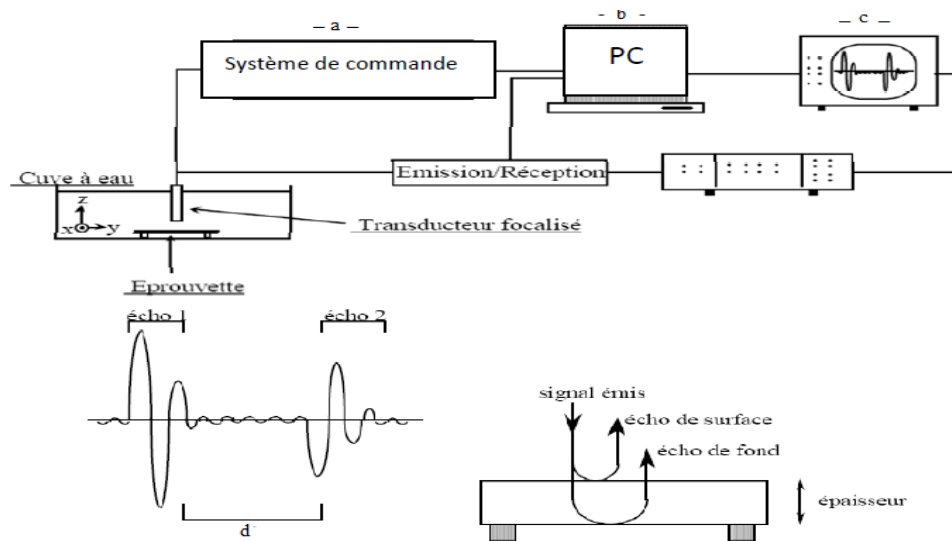 – a –
- b -
– c –
Système de commande
PC
Cuve à eau
Emission/Réception
z
x
y
Transducteur focalisé
Eprouvette
écho 1
écho 2
d
signal émis
écho de surface
écho de fond
épaisseur